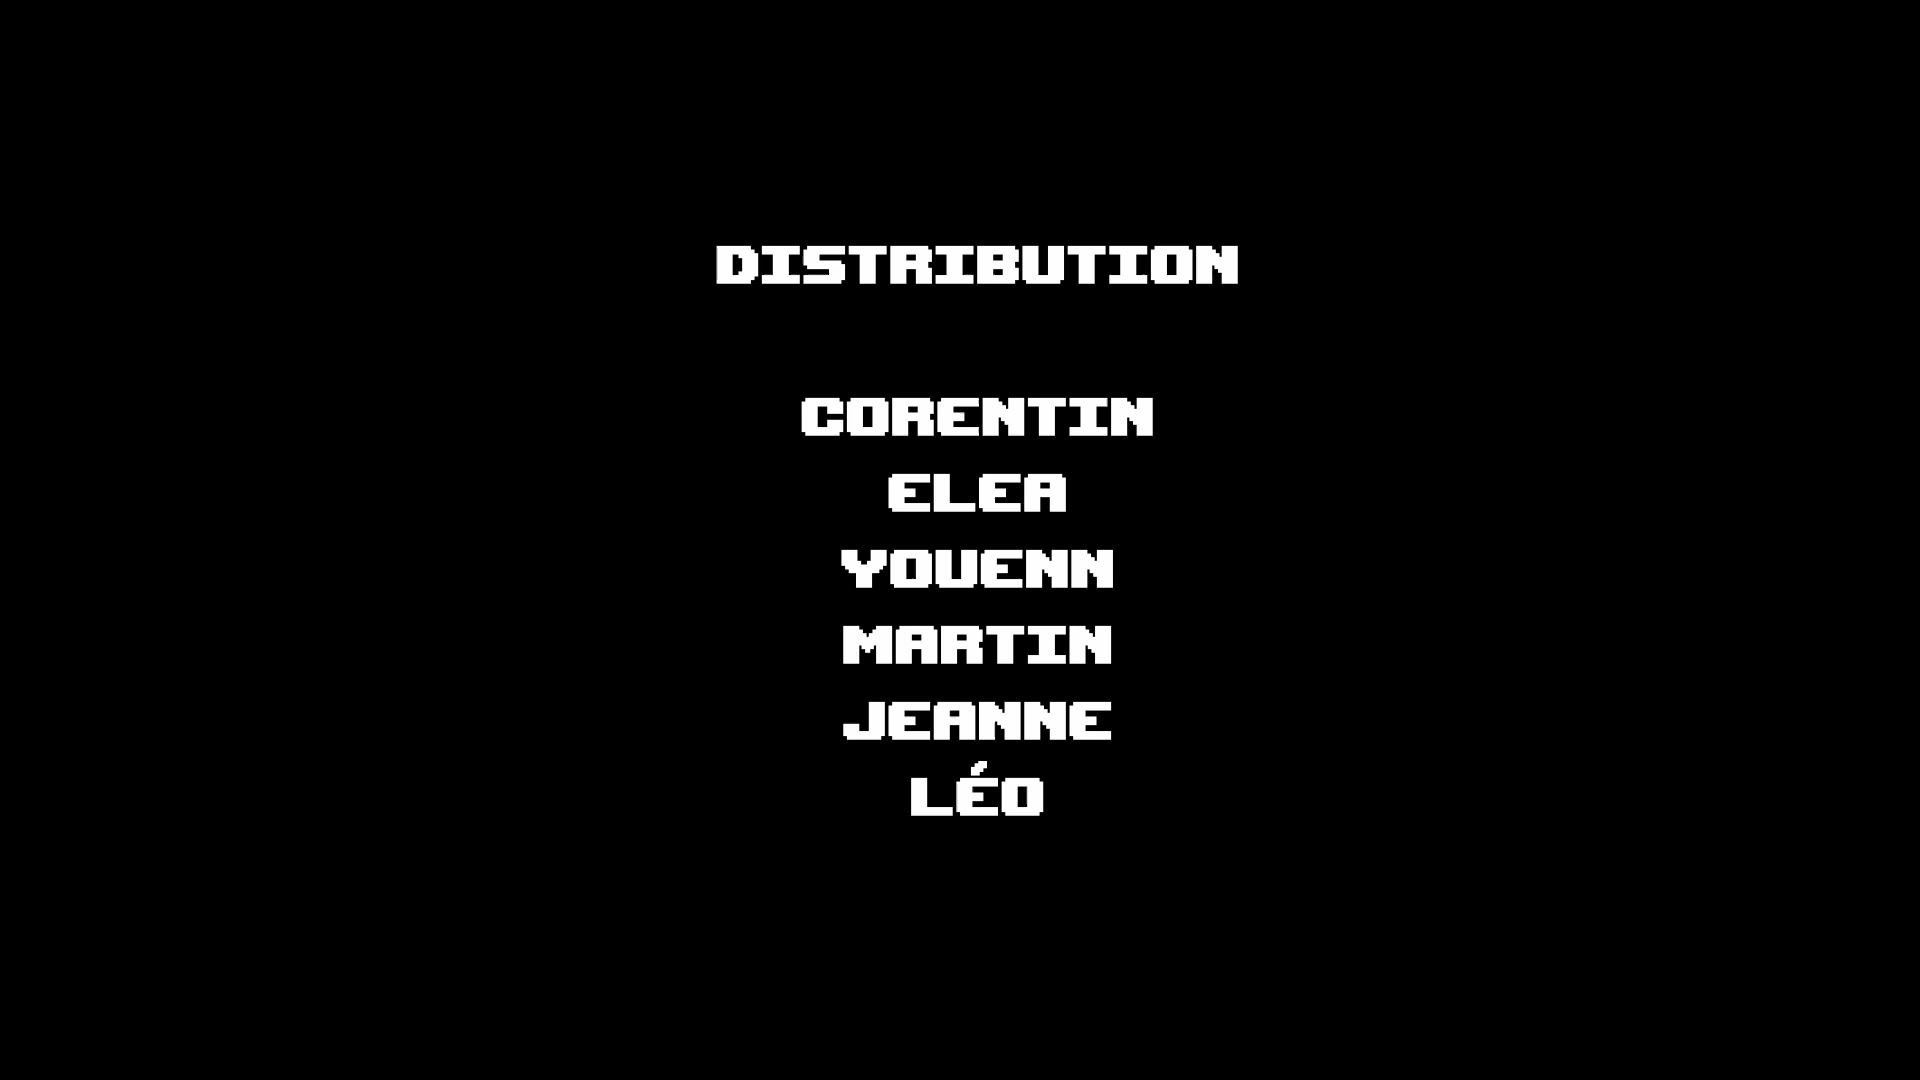 DISTRIBUTION
CORENTIN
ELEA
YOUENN
MARTIN
JEANNE
LÉO